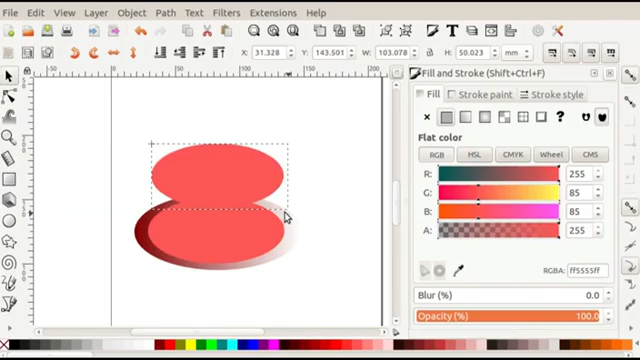 File Edit View Layer Object Path Text Filters Extensions Help
X: 31.328 Y: 143.501 W: 103.078 H: 50.023 mm
Fill and Stroke (Shift+Ctrl+F)
Fill Stroke paint Stroke style
Flat color
RGB HSL CMYK Wheel CMS
R: 255
G: 85
B: 85
A: 255
RGBA: ff5555ff
Blur (%) 0.0
Opacity (%) 100.0